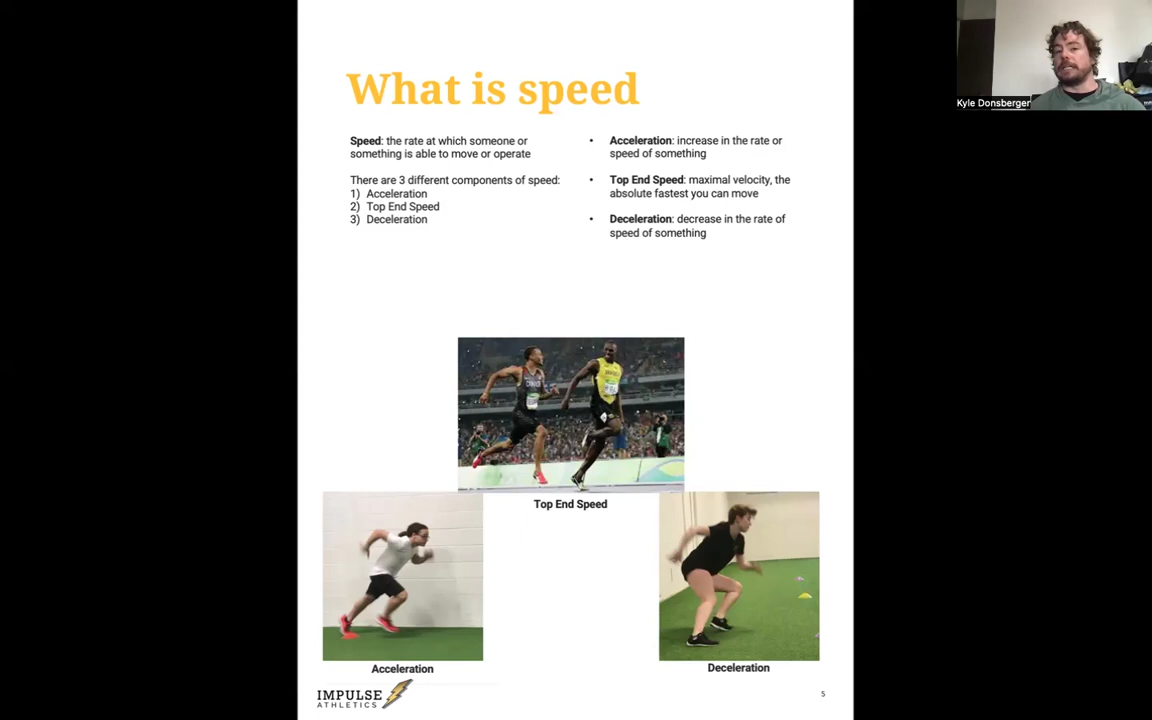 What is speed
Speed: the rate at which someone or
something is able to move or operate
There are 3 different components of speed:
1) Acceleration
2) Top End Speed
3) Deceleration
• Acceleration: increase in the rate or
speed of something
• Top End Speed: maximal velocity, the
absolute fastest you can move
• Deceleration: decrease in the rate of
speed of something
Kyle Donsberger
Top End Speed
Acceleration
Deceleration
IMPULSE
ATHLETICS
5